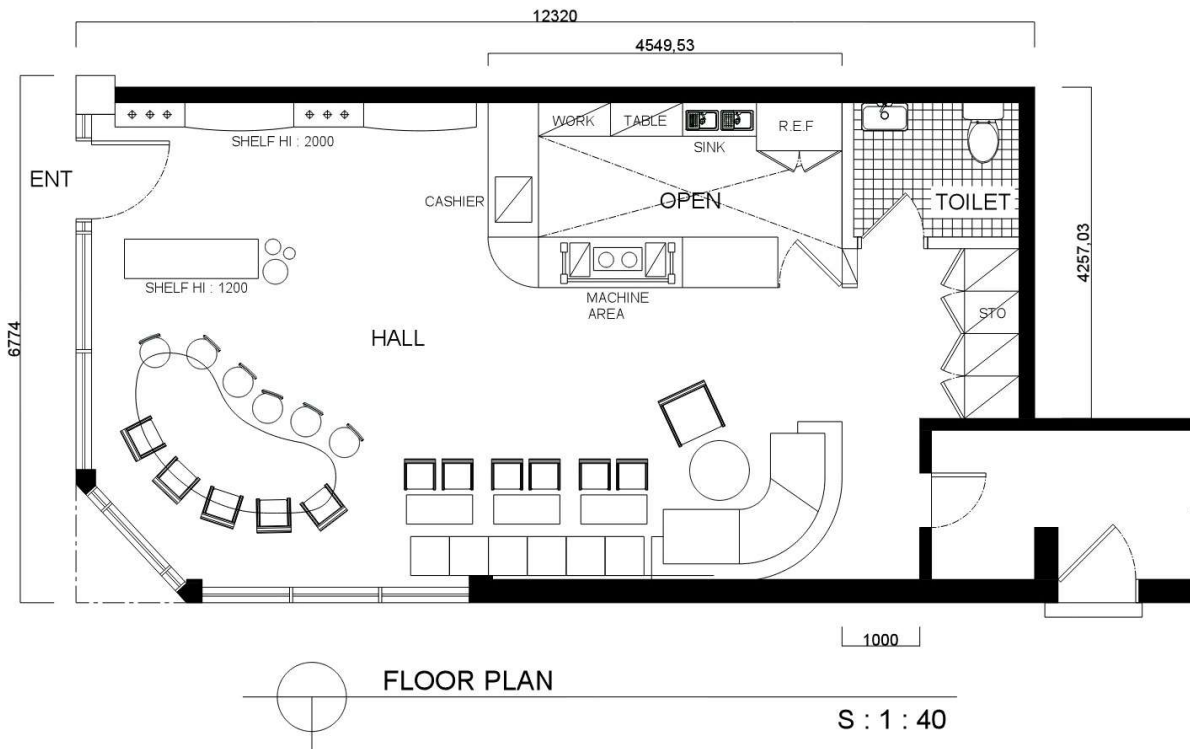 12320
4549,53
WORK
TABLE
SINK
R.E.F
SHELF HI : 2000
ENT
CASHIER
OPEN
TOILET
4257,03
SHELF HI : 1200
MACHINE
AREA
STO
HALL
6774
1000
FLOOR PLAN
S : 1 : 40